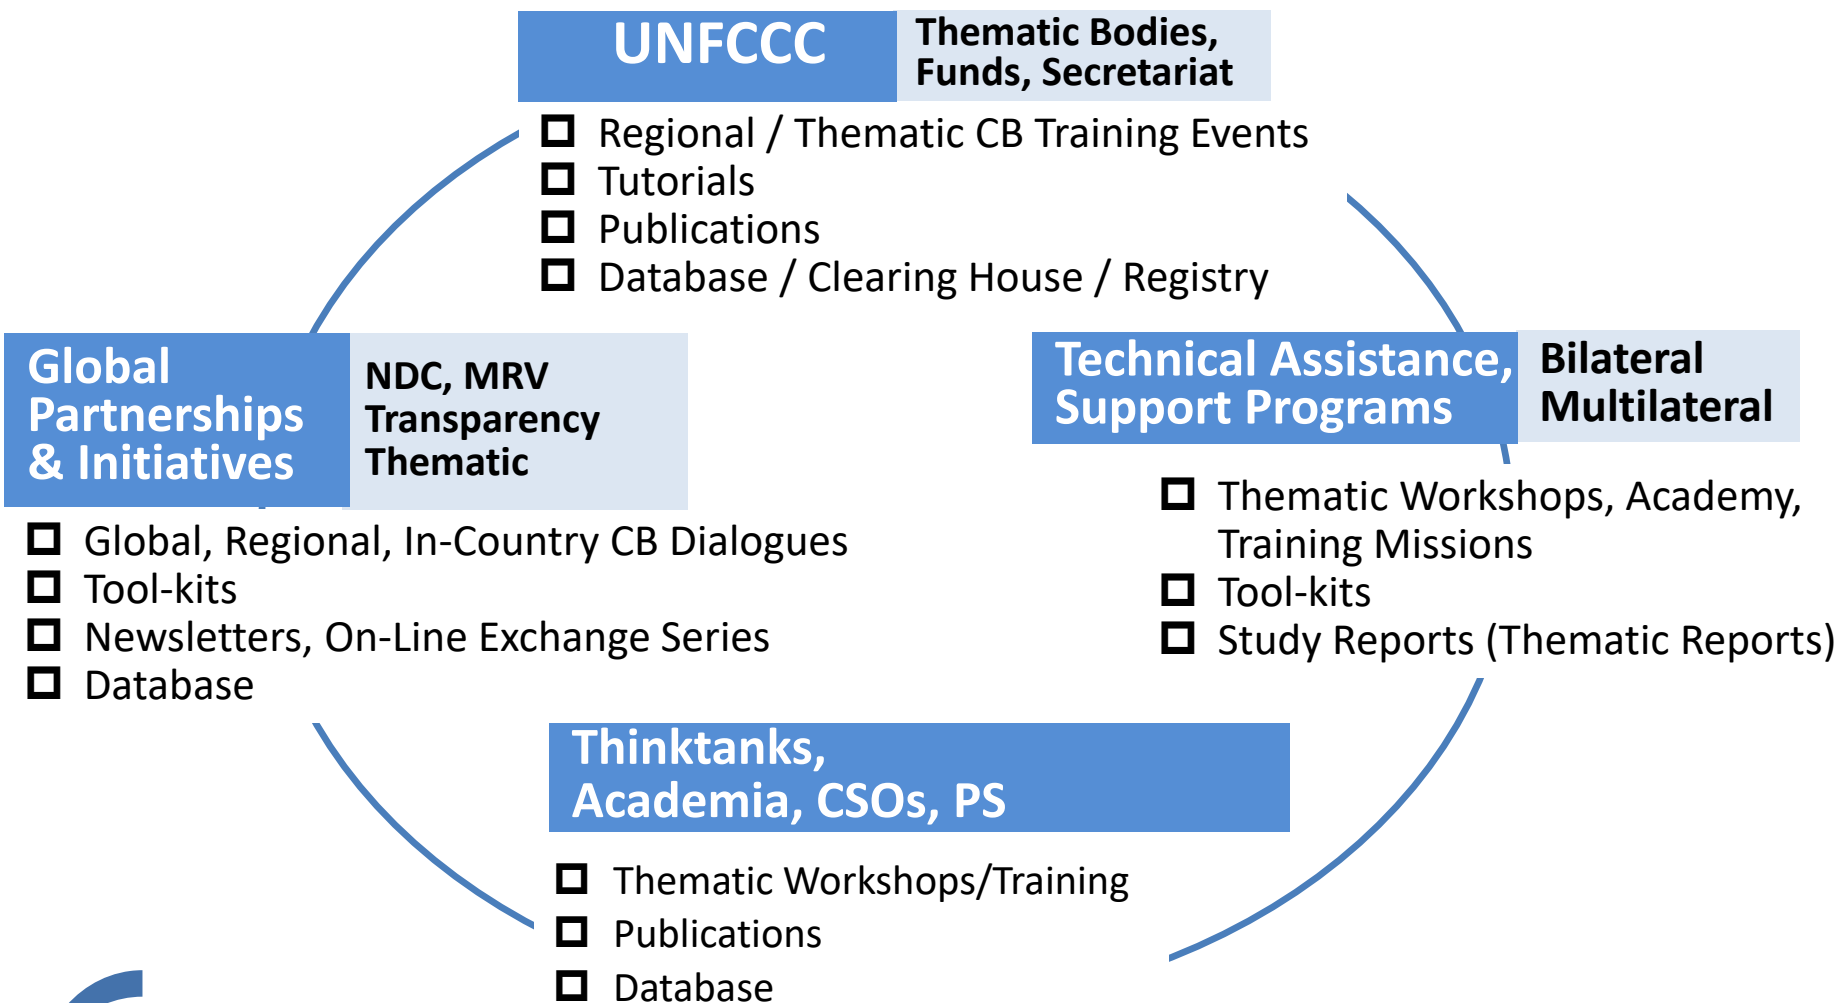 UNFCCC
Thematic Bodies,
Funds, Secretariat
Regional / Thematic CB Training Events
Tutorials
Publications
Database / Clearing House / Registry
Global
Partnerships
& Initiatives
NDC, MRV
Transparency
Thematic
Global, Regional, In-Country CB Dialogues
Tool-kits
Newsletters, On-Line Exchange Series
Database
Technical Assistance,
Support Programs
Bilateral
Multilateral
Thematic Workshops, Academy,
Training Missions
Tool-kits
Study Reports (Thematic Reports)
Thinktanks,
Academia, CSOs, PS
Thematic Workshops/Training
Publications
Database